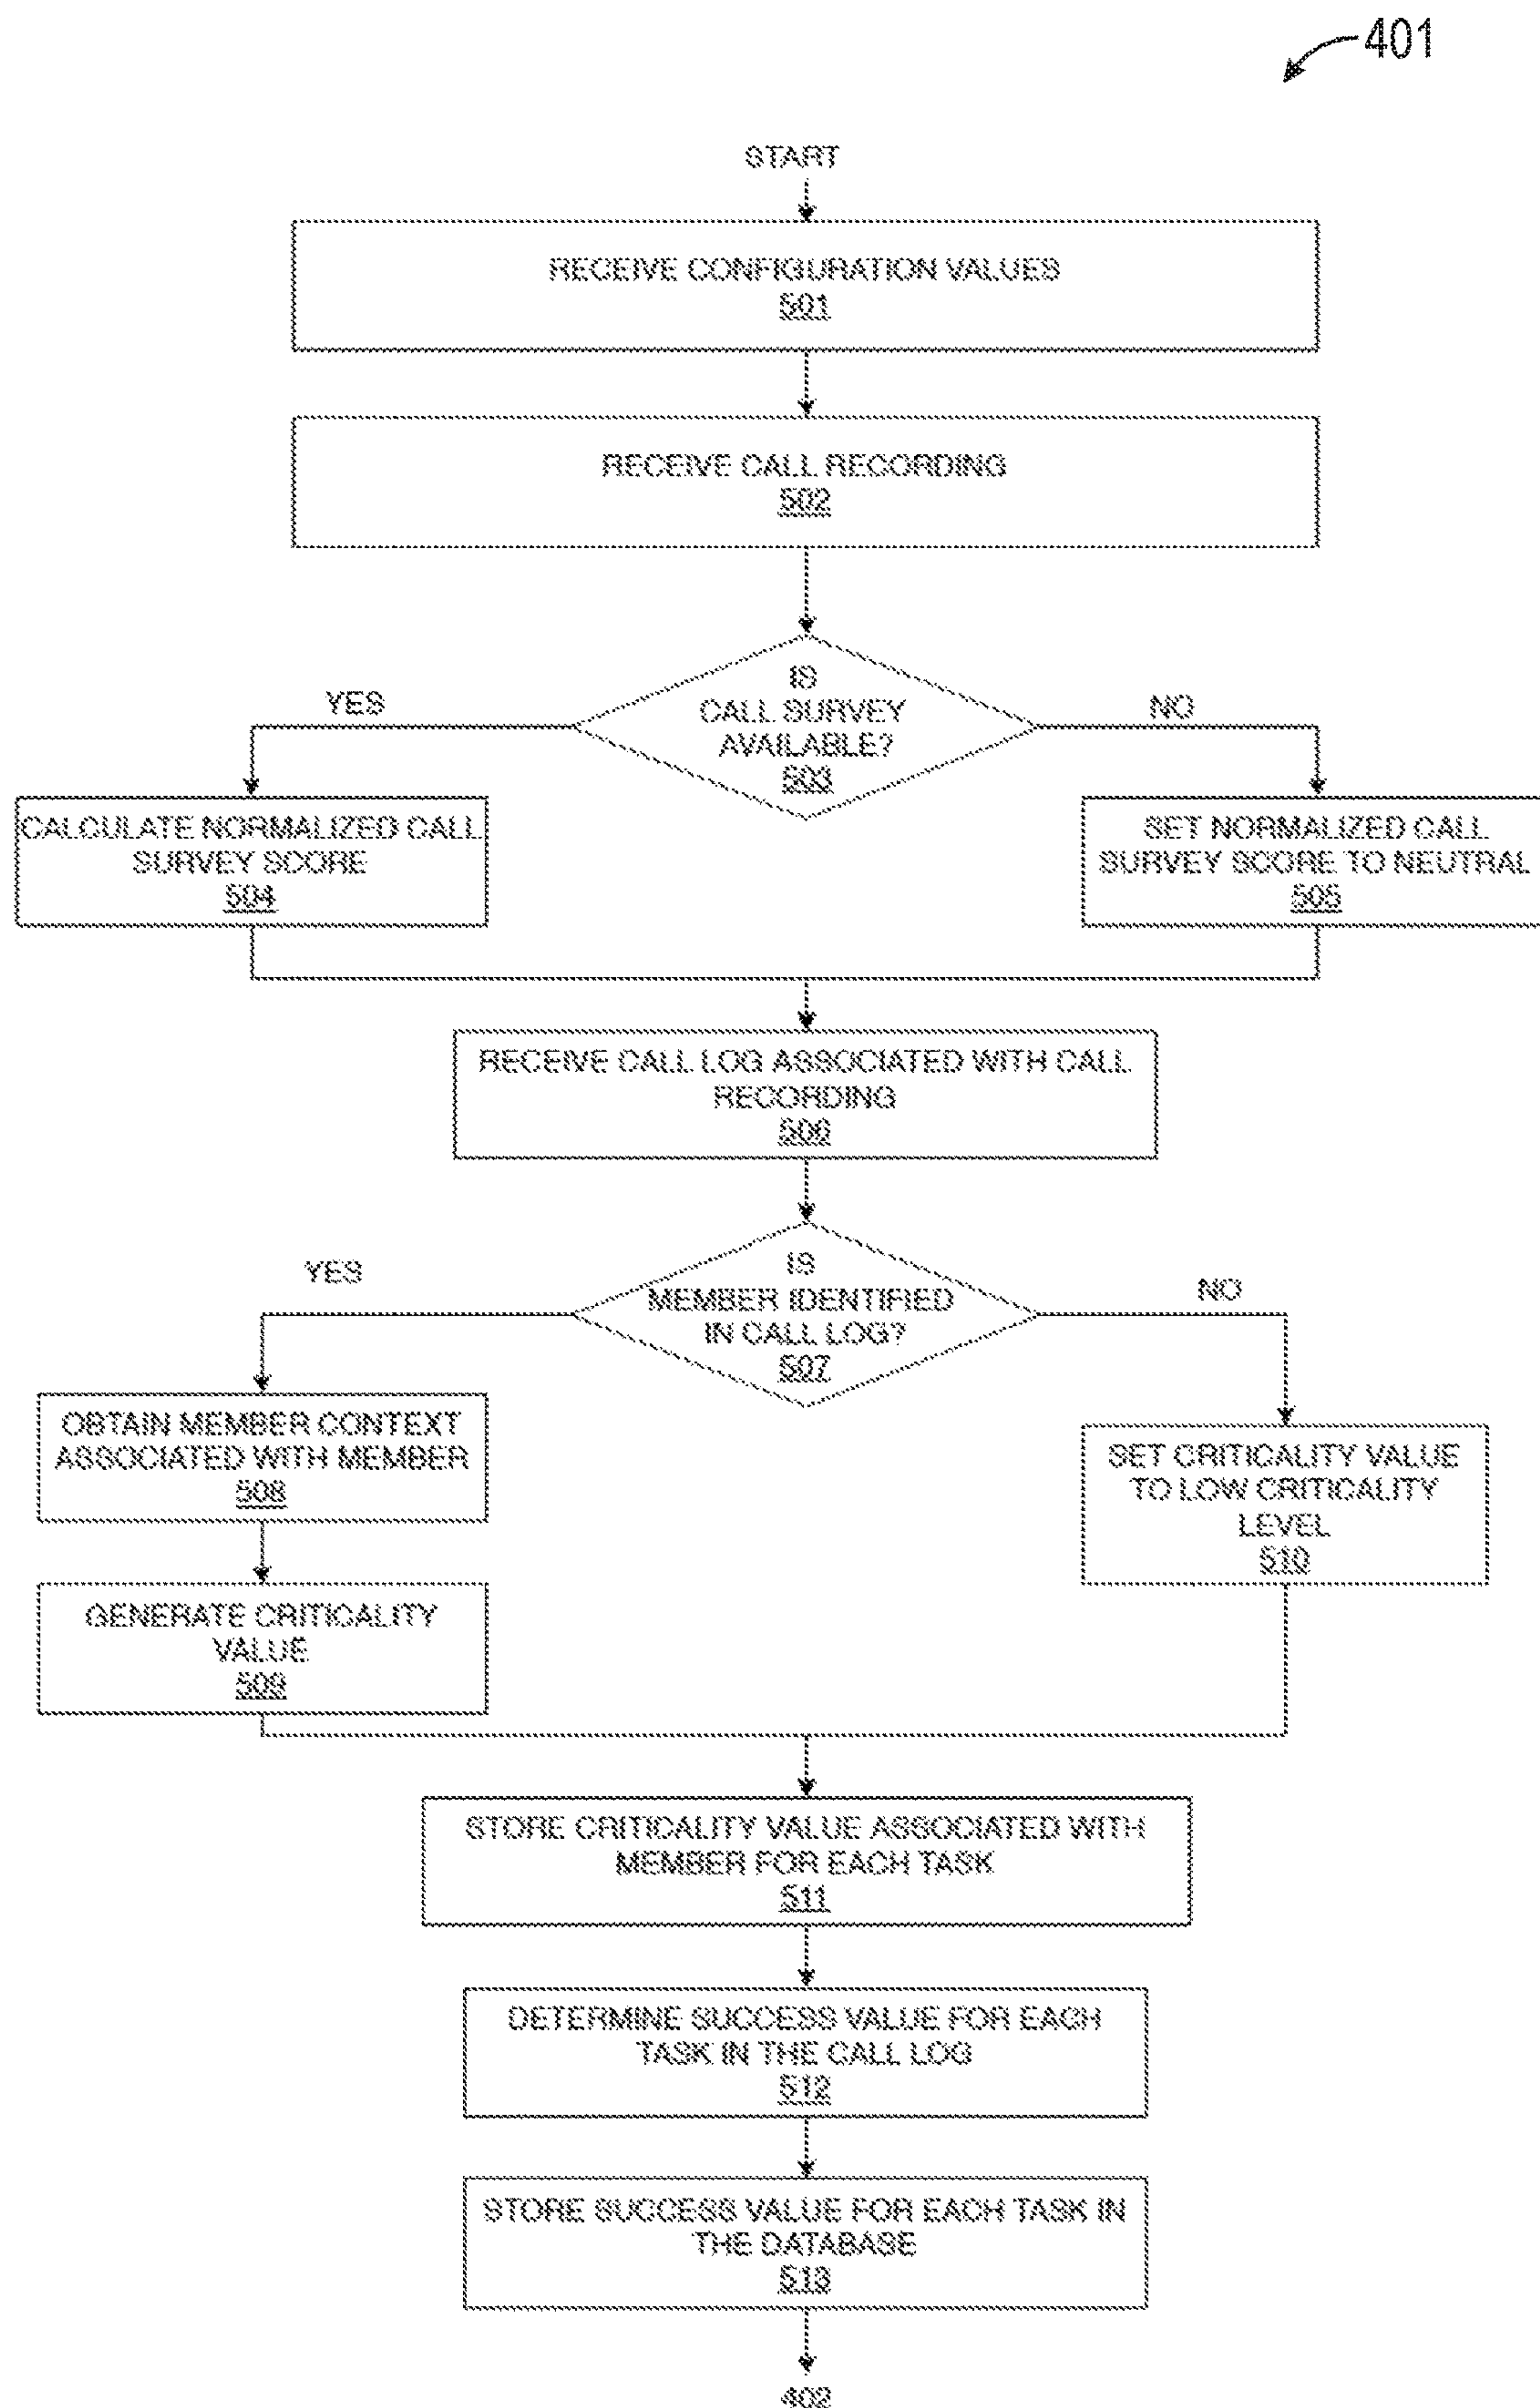 401
START
RECEIVE CONFIGURATION VALUES
501
RECEIVE CALL RECORDING
502
IS
CALL SURVEY
AVAILABLE?
503
YES
NO
CALCULATE NORMALIZED CALL
SURVEY SCORE
504
SET NORMALIZED CALL
SURVEY SCORE TO NEUTRAL
505
RECEIVE CALL LOG ASSOCIATED WITH CALL
RECORDING
506
IS
MEMBER IDENTIFIED
IN CALL LOG?
507
YES
NO
OBTAIN MEMBER CONTEXT
ASSOCIATED WITH MEMBER
508
GENERATE CRITICALITY
VALUE
509
SET CRITICALITY VALUE
TO LOW CRITICALITY
LEVEL
510
STORE CRITICALITY VALUE ASSOCIATED WITH
MEMBER FOR EACH TASK
511
DETERMINE SUCCESS VALUE FOR EACH
TASK IN THE CALL LOG
512
STORE SUCCESS VALUE FOR EACH TASK IN
THE DATABASE
513
402